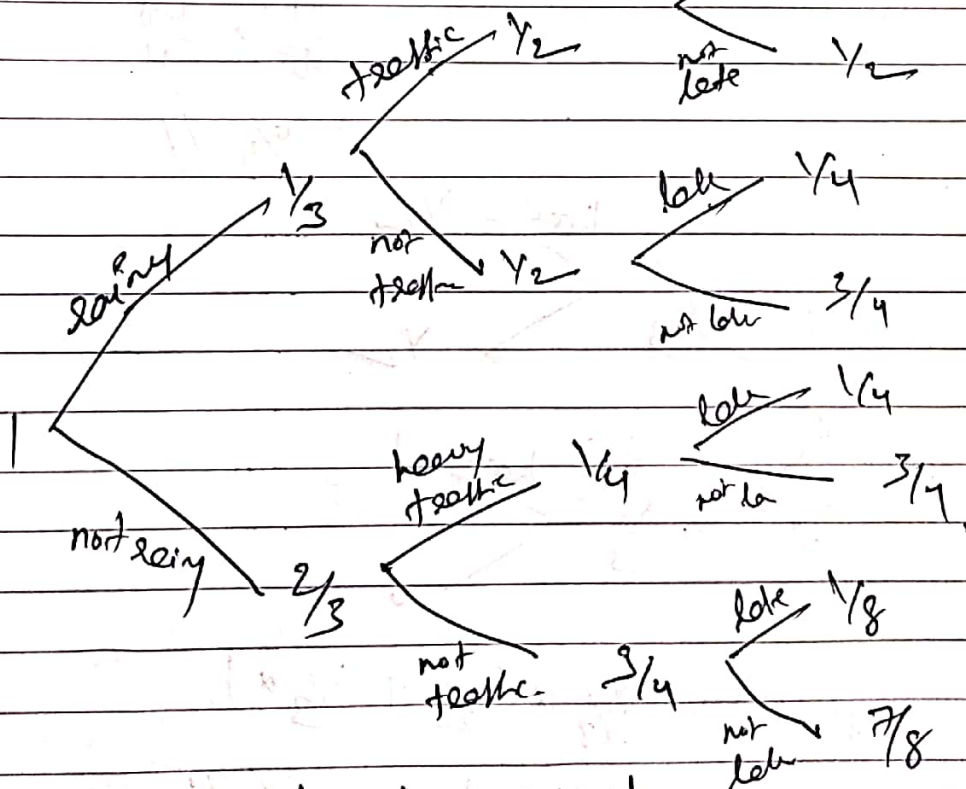 traffic 1/2
not late 1/2
rainy 1/3
late 1/4
not traffic 1/2
not late 3/4
1
heavy traffic 1/4
late 1/4
not 3/4
not rainy 2/3
late 1/8
not traffic 3/4
not late 7/8